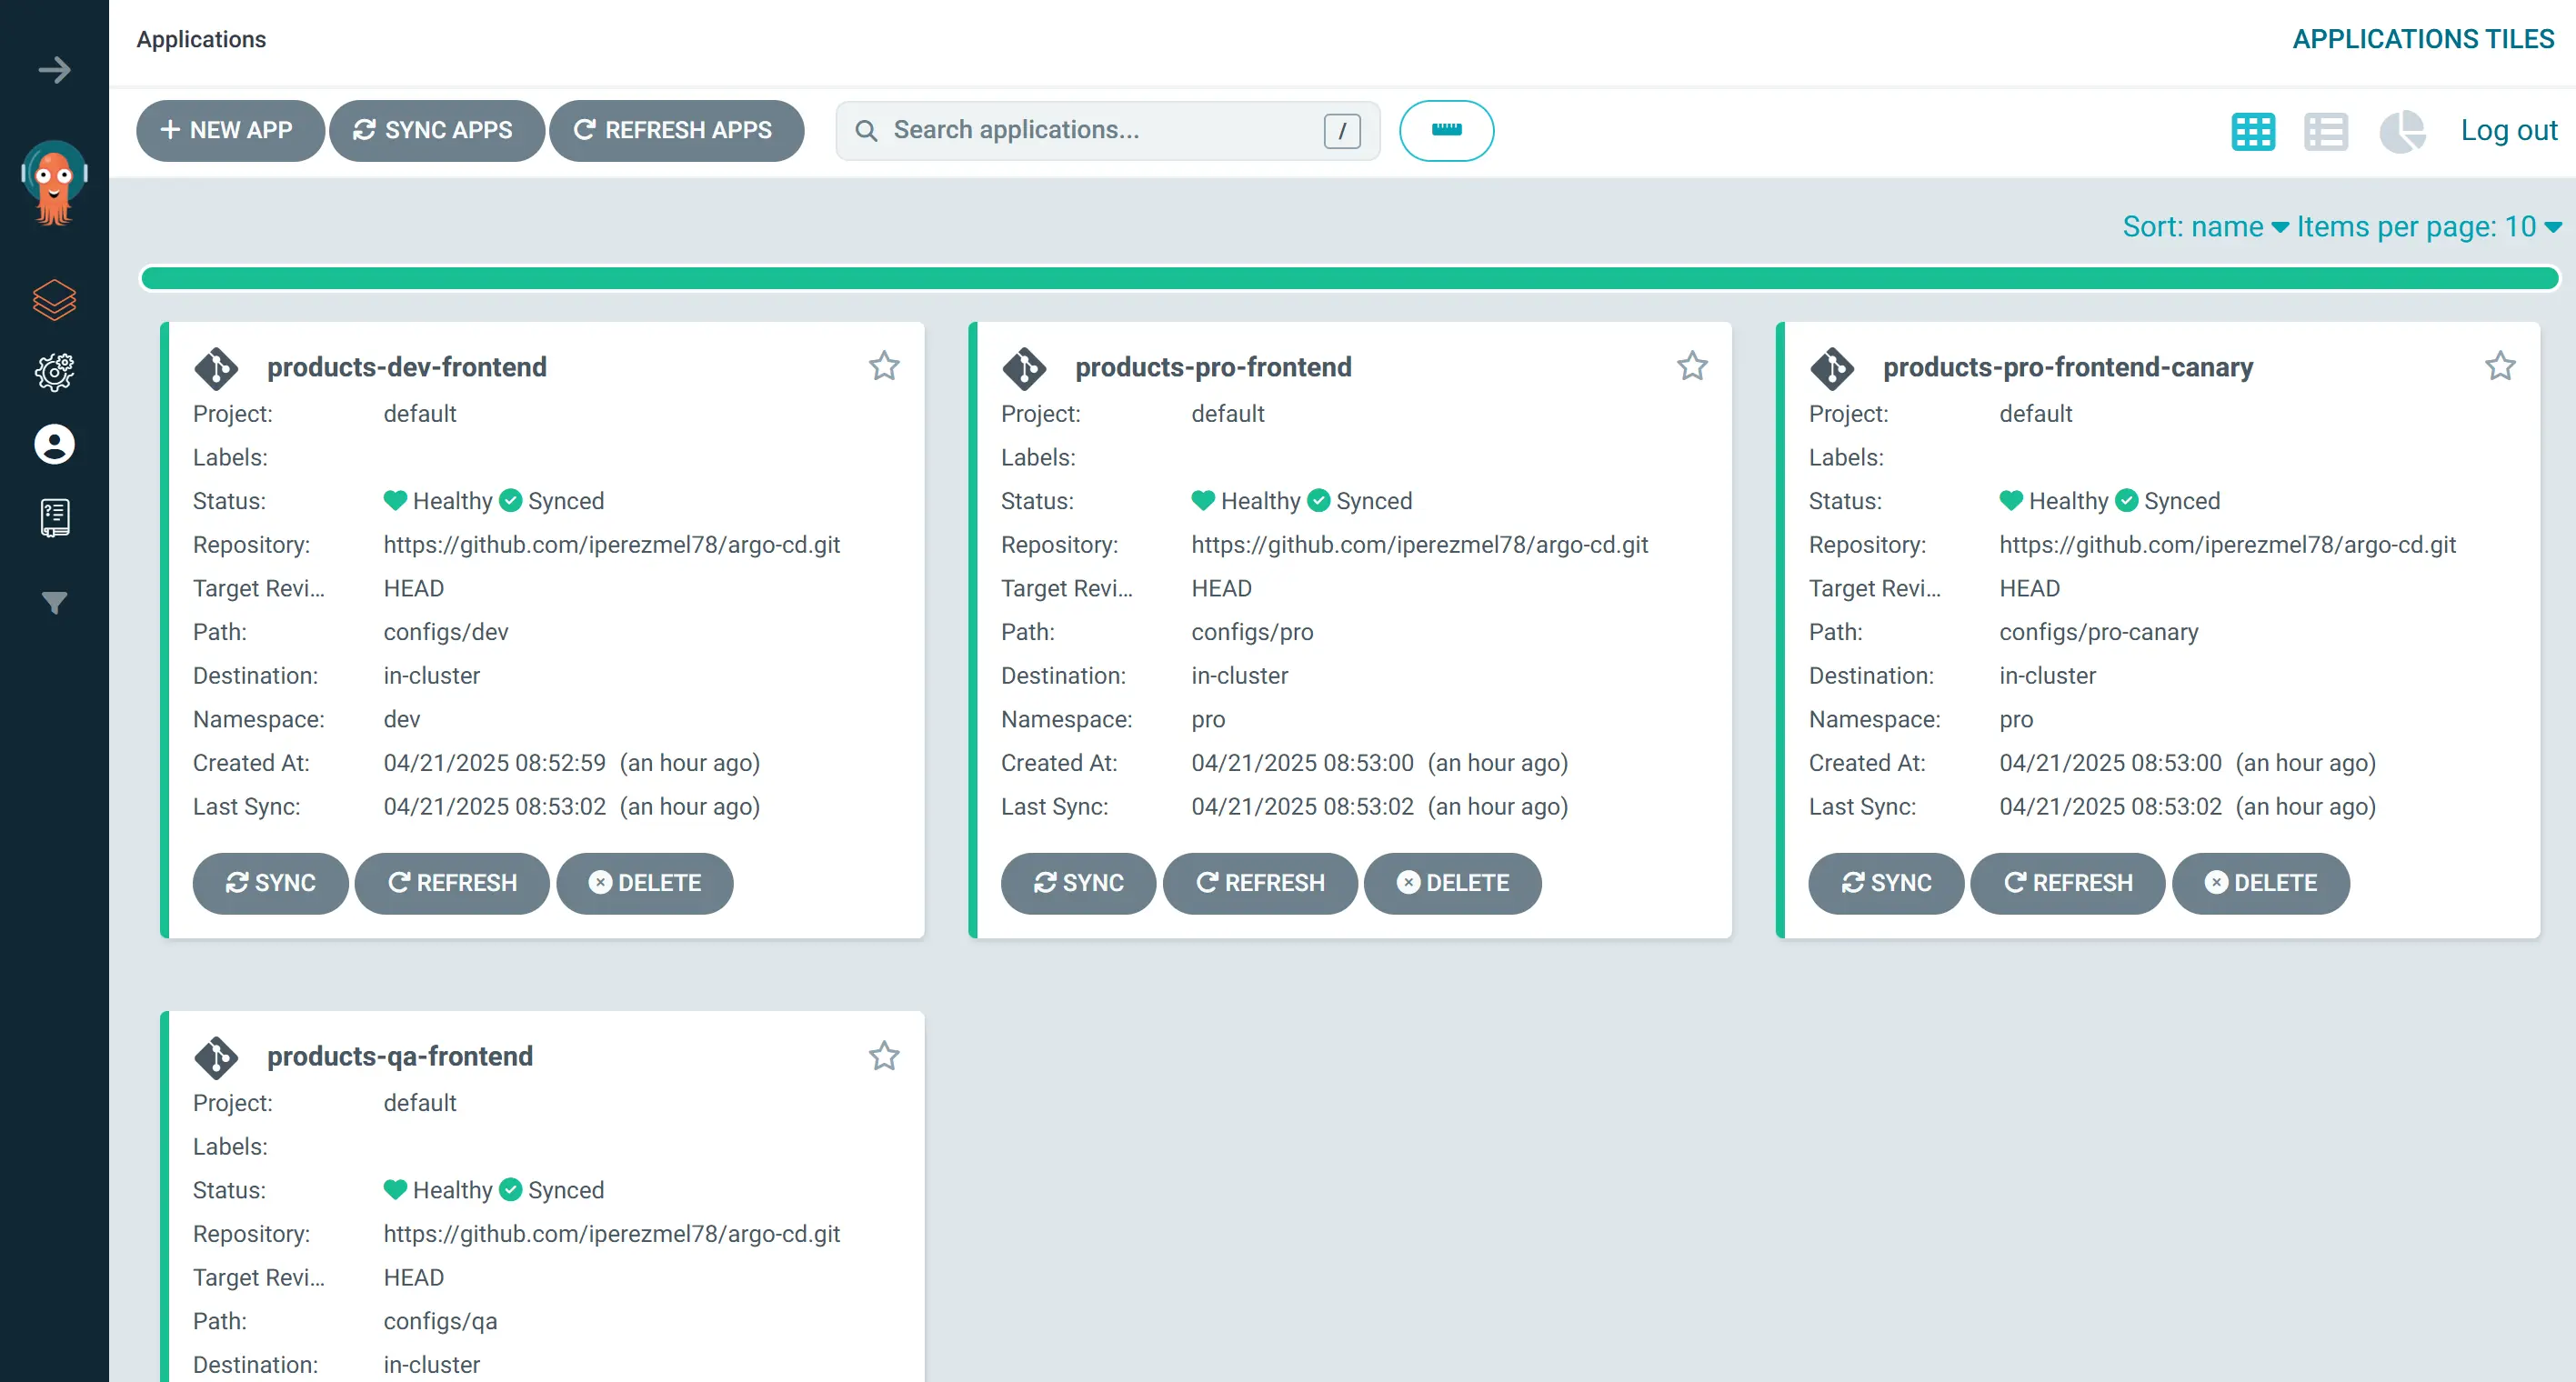 Applications
APPLICATIONS TILES
NEW APP
SYNC APPS
REFRESH APPS
Search applications...
/
Log out
Sort: name
Items per page: 10
products-dev-frontend
Project: default
Labels:
Status: Healthy Synced
Repository: https://github.com/iperezmel78/argo-cd.git
Target Revi... HEAD
Path: configs/dev
Destination: in-cluster
Namespace: dev
Created At: 04/21/2025 08:52:59 (an hour ago)
Last Sync: 04/21/2025 08:53:02 (an hour ago)
SYNC REFRESH DELETE
products-pro-frontend
Project: default
Labels:
Status: Healthy Synced
Repository: https://github.com/iperezmel78/argo-cd.git
Target Revi... HEAD
Path: configs/pro
Destination: in-cluster
Namespace: pro
Created At: 04/21/2025 08:53:00 (an hour ago)
Last Sync: 04/21/2025 08:53:02 (an hour ago)
SYNC REFRESH DELETE
products-pro-frontend-canary
Project: default
Labels:
Status: Healthy Synced
Repository: https://github.com/iperezmel78/argo-cd.git
Target Revi... HEAD
Path: configs/pro-canary
Destination: in-cluster
Namespace: pro
Created At: 04/21/2025 08:53:00 (an hour ago)
Last Sync: 04/21/2025 08:53:02 (an hour ago)
SYNC REFRESH DELETE
products-qa-frontend
Project: default
Labels:
Status: Healthy Synced
Repository: https://github.com/iperezmel78/argo-cd.git
Target Revi... HEAD
Path: configs/qa
Destination: in-cluster